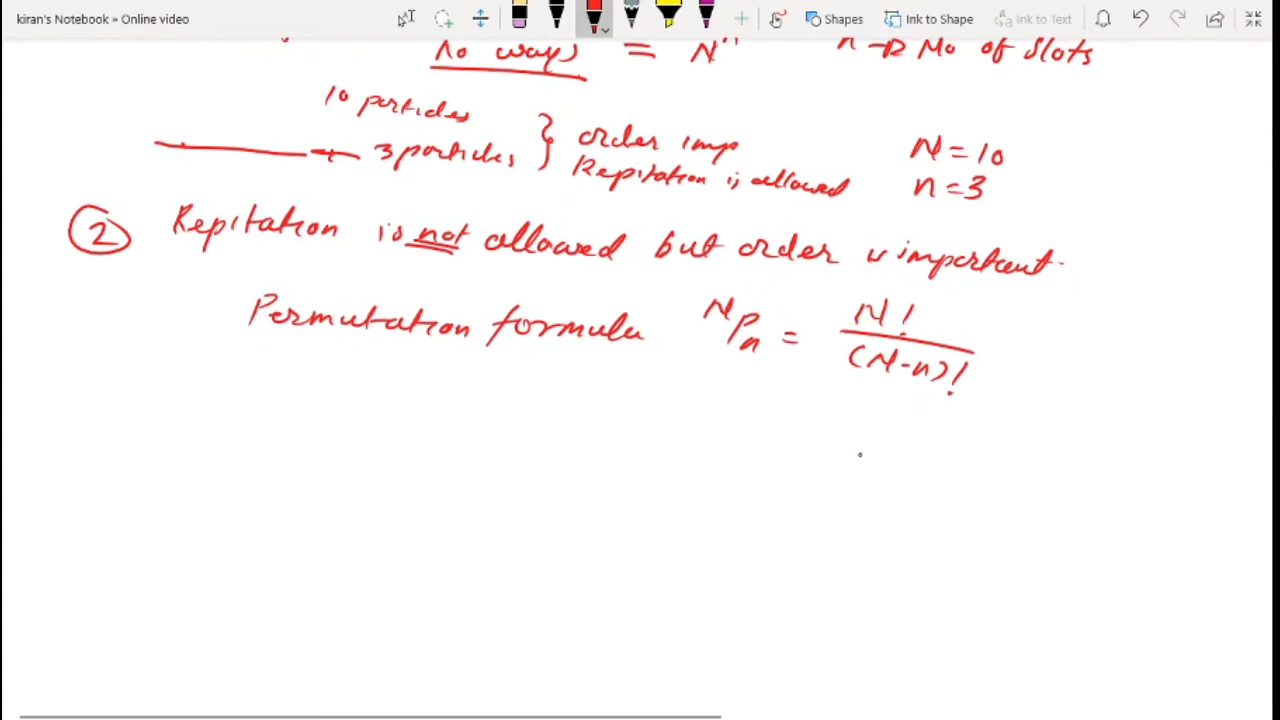 kiran's Notebook » Online video
Shapes
Ink to Shape
Ink to Text
No ways = Nⁿ n → No of Slots
10 particles
3 particles } order imp
Repitation is allowed
N = 10
n = 3
② Repitation is not allowed but order is important.
Permutation formula ᴺPₙ = N! / (N-n)!